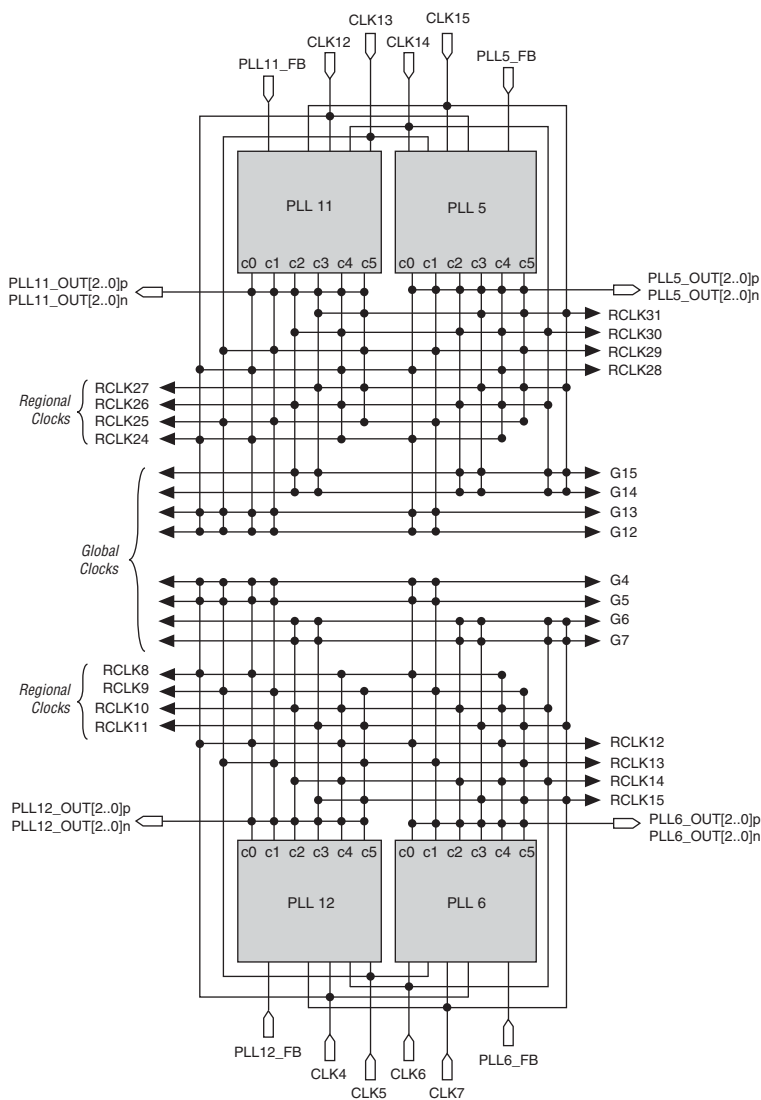 CLK13 CLK15
CLK12 CLK14
PLL11_FB PLL5_FB
PLL 11 PLL 5
c0 c1 c2 c3 c4 c5 c0 c1 c2 c3 c4 c5
PLL11_OUT[2..0]p
PLL11_OUT[2..0]n
PLL5_OUT[2..0]p
PLL5_OUT[2..0]n
RCLK31
RCLK30
RCLK29
RCLK28
Regional
Clocks
RCLK27
RCLK26
RCLK25
RCLK24
G15
G14
G13
G12
Global
Clocks
G4
G5
G6
G7
Regional
Clocks
RCLK8
RCLK9
RCLK10
RCLK11
RCLK12
RCLK13
RCLK14
RCLK15
PLL12_OUT[2..0]p
PLL12_OUT[2..0]n
PLL6_OUT[2..0]p
PLL6_OUT[2..0]n
c0 c1 c2 c3 c4 c5 c0 c1 c2 c3 c4 c5
PLL 12 PLL 6
PLL12_FB PLL6_FB
CLK4 CLK6
CLK5 CLK7